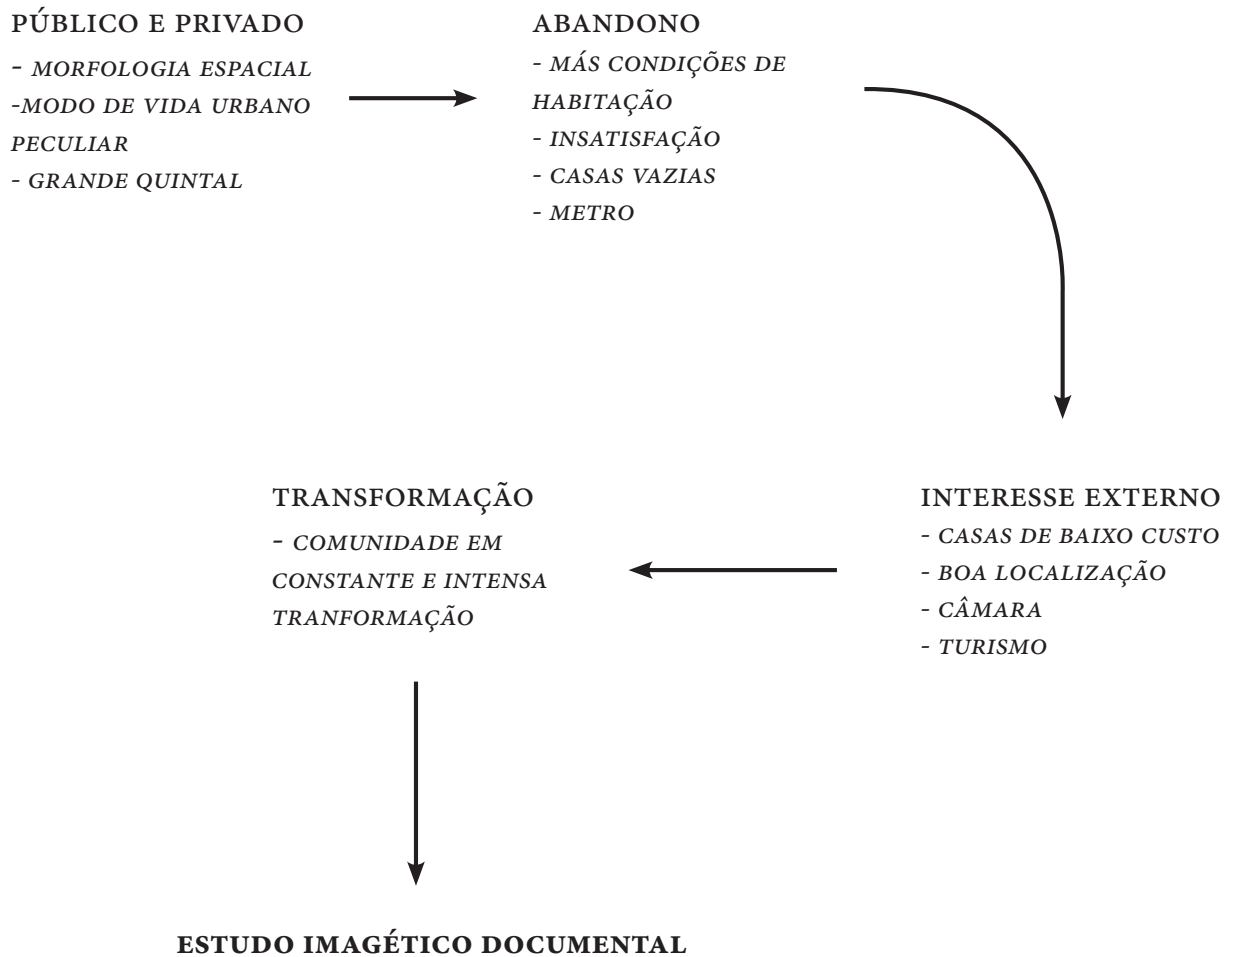 PÚBLICO E PRIVADO
- MORFOLOGIA ESPACIAL
-MODO DE VIDA URBANO
PECULIAR
- GRANDE QUINTAL
ABANDONO
- MÁS CONDIÇÕES DE
HABITAÇÃO
- INSATISFAÇÃO
- CASAS VAZIAS
- METRO
INTERESSE EXTERNO
- CASAS DE BAIXO CUSTO
- BOA LOCALIZAÇÃO
- CÂMARA
- TURISMO
TRANSFORMAÇÃO
- COMUNIDADE EM
CONSTANTE E INTENSA
TRANFORMAÇÃO
ESTUDO IMAGÉTICO DOCUMENTAL